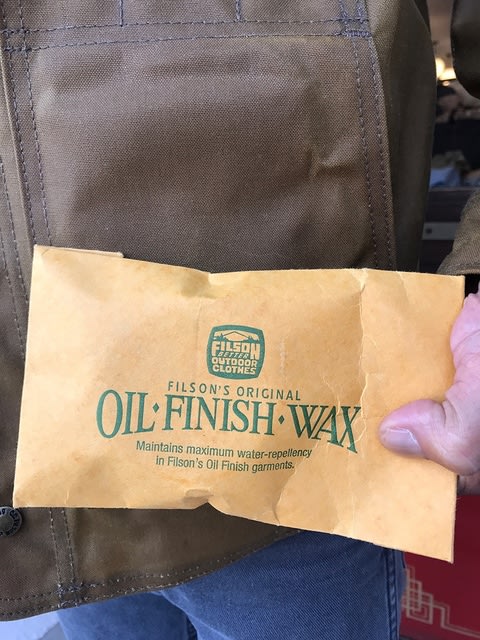 FILSON
BETTER
OUTDOOR
CLOTHES
FILSON'S ORIGINAL
OIL·FINISH·WAX
Maintains maximum water-repellency
in Filson's Oil Finish garments.